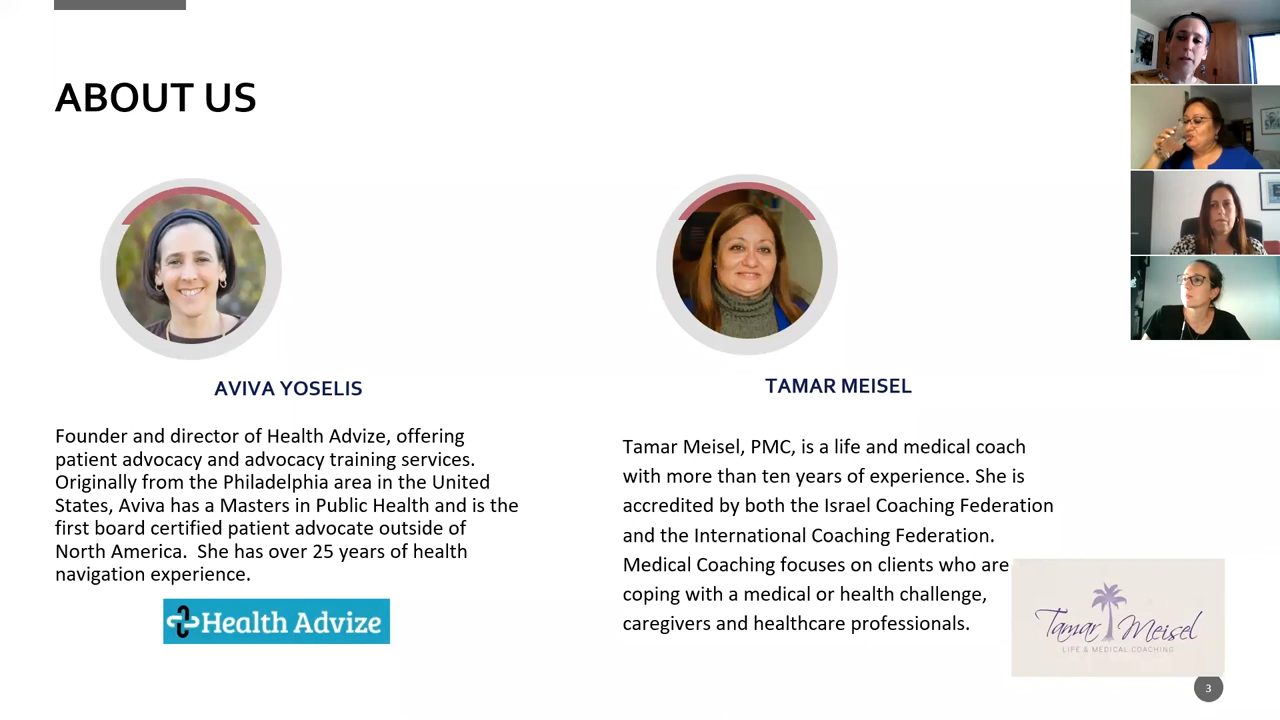 ABOUT US
AVIVA YOSELIS
Founder and director of Health Advize, offering
patient advocacy and advocacy training services.
Originally from the Philadelphia area in the United
States, Aviva has a Masters in Public Health and is the
first board certified patient advocate outside of
North America.  She has over 25 years of health
navigation experience.
Health Advize
TAMAR MEISEL
Tamar Meisel, PMC, is a life and medical coach
with more than ten years of experience. She is
accredited by both the Israel Coaching Federation
and the International Coaching Federation.
Medical Coaching focuses on clients who are
coping with a medical or health challenge,
caregivers and healthcare professionals.
Tamar Meisel
LIFE & MEDICAL COACHING
3